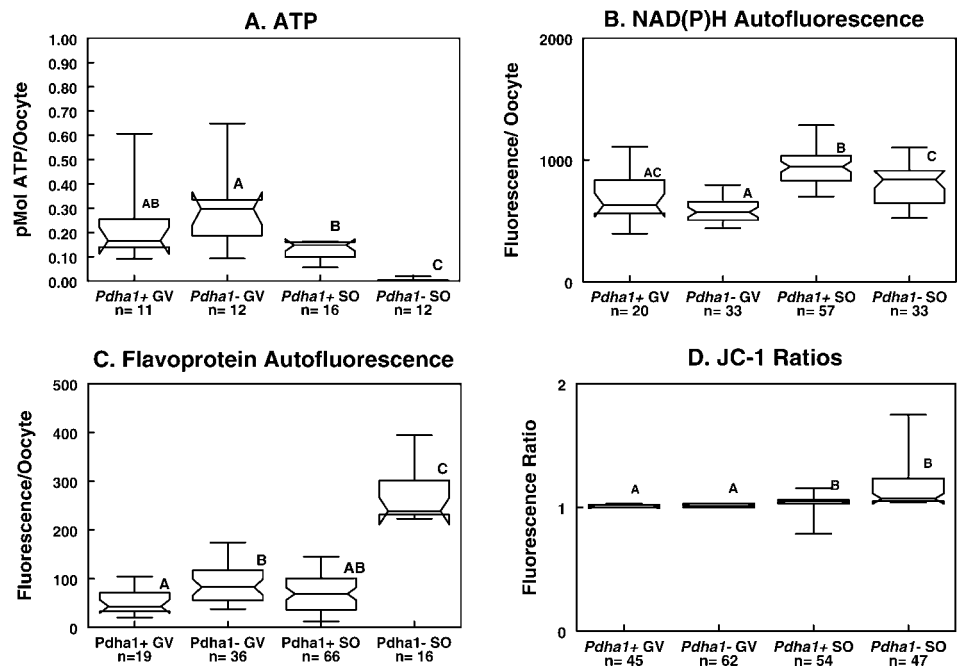 A. ATP
pMol ATP/Oocyte
1.00
0.90
0.80
0.70
0.60
0.50
0.40
0.30
0.20
0.10
0.00
AB
A
B
C
Pdha1+ GV
n= 11
Pdha1- GV
n= 12
Pdha1+ SO
n= 16
Pdha1- SO
n= 12
B. NAD(P)H Autofluorescence
Fluorescence/ Oocyte
2000
1000
0
AC
A
B
C
Pdha1+ GV
n= 20
Pdha1- GV
n= 33
Pdha1+ SO
n= 57
Pdha1- SO
n= 33
C. Flavoprotein Autofluorescence
Fluorescence/Oocyte
500
400
300
200
100
0
A
B
AB
C
Pdha1+ GV
n=19
Pdha1- GV
n= 36
Pdha1+ SO
n= 66
Pdha1- SO
n= 16
D. JC-1 Ratios
Fluorescence Ratio
2
1
0
A
A
B
B
Pdha1+ GV
n= 45
Pdha1- GV
n= 62
Pdha1+ SO
n= 54
Pdha1- SO
n= 47